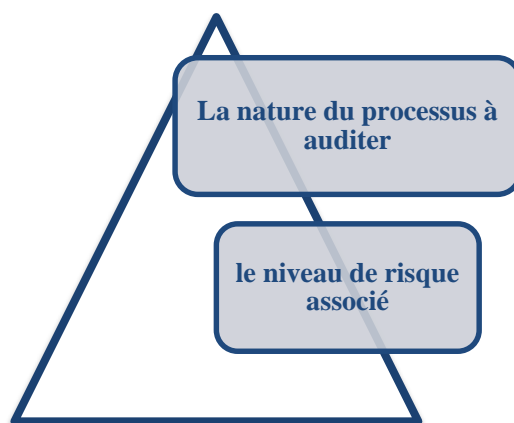 La nature du processus à
auditer
le niveau de risque
associé